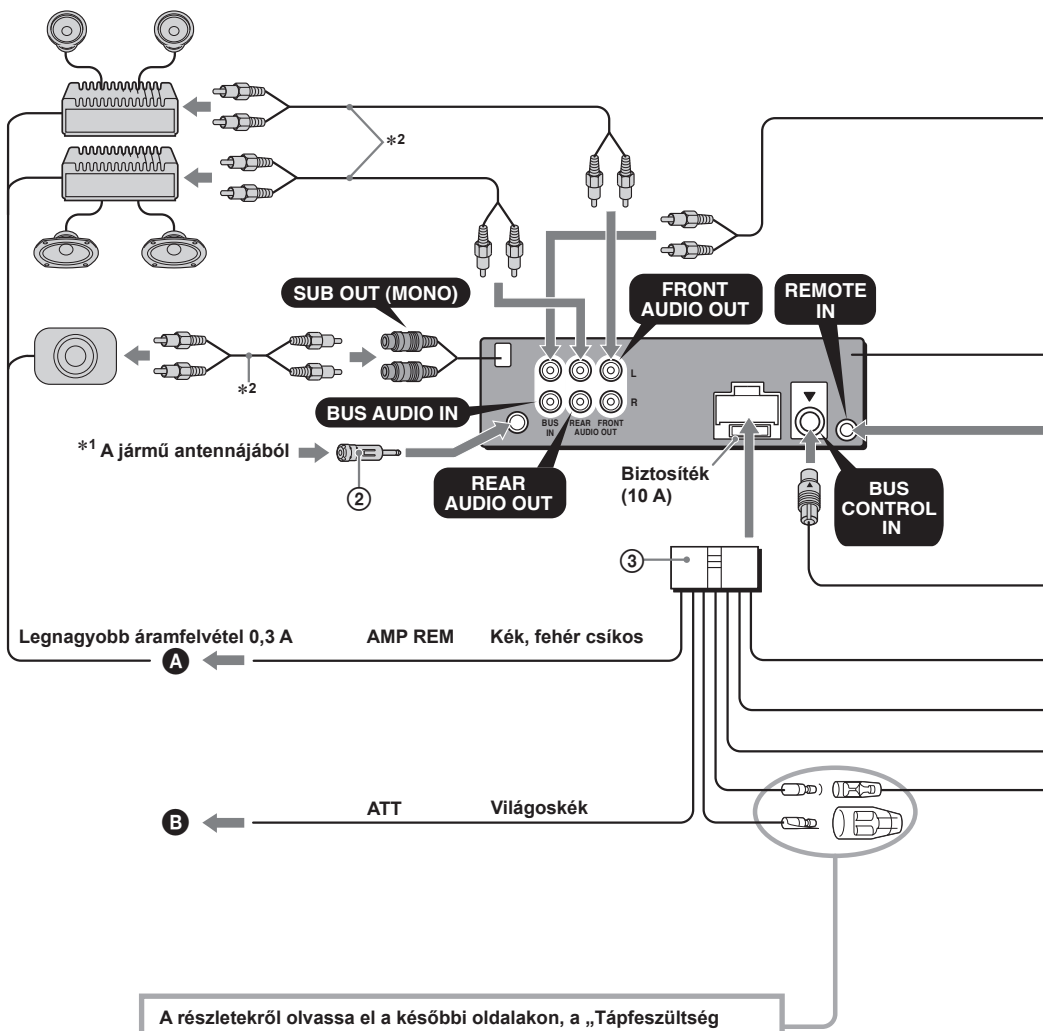 *2
SUB OUT (MONO)
FRONT
AUDIO OUT
REMOTE
IN
*2
L
R
BUS AUDIO IN
BUS
IN
REAR FRONT
AUDIO OUT
*1 A jármű antennájából
②
REAR
AUDIO OUT
Biztosíték
(10 A)
BUS
CONTROL
IN
③
Legnagyobb áramfelvétel 0,3 A AMP REM Kék, fehér csíkos
A
ATT Világoskék
B
A részletekről olvassa el a későbbi oldalakon, a „Tápfeszültség